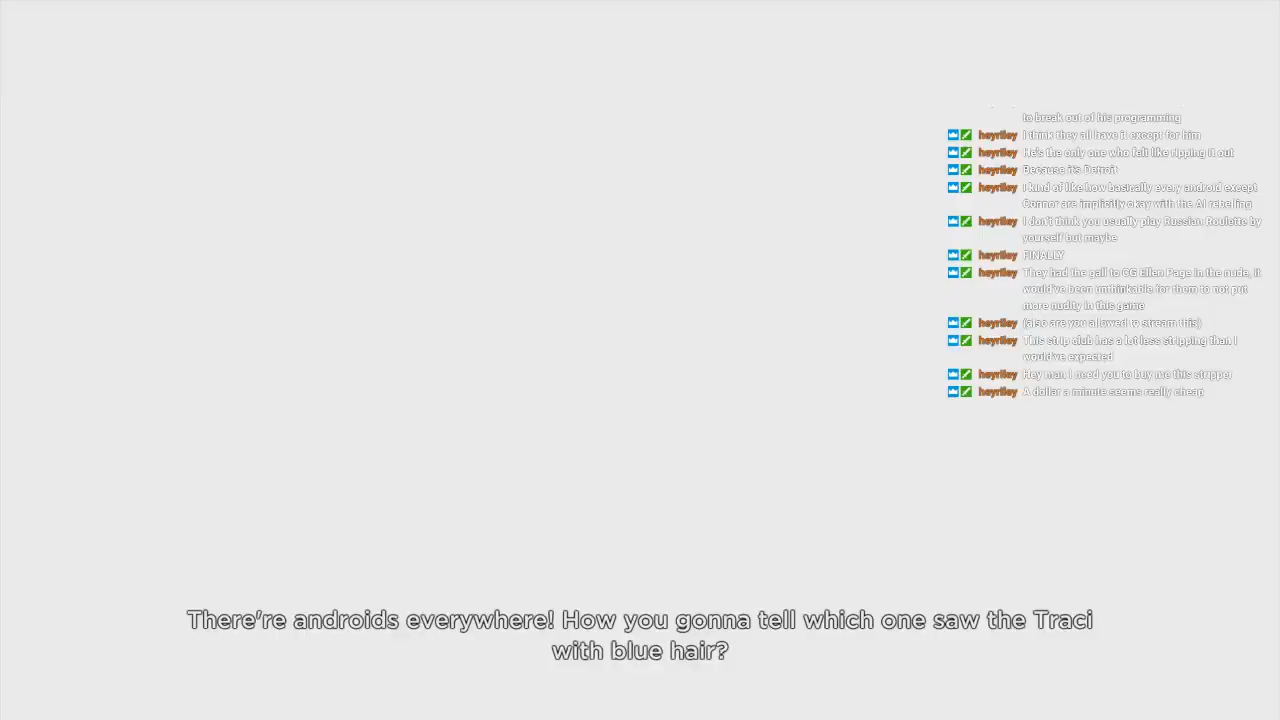 to break out of his programming
heyriley I think they all have it except for him
heyriley He's the only one who felt like ripping it out
heyriley Because it's Detroit
heyriley I kind of like how basically every android except
Connor are implicitly okay with the AI rebelling
heyriley I don't think you usually play Russian Roulette by
yourself but maybe
heyriley FINALLY
heyriley They had the gall to CG Ellen Page in the nude, it
would've been unthinkable for them to not put
more nudity in this game
heyriley (also are you allowed to stream this)
heyriley This strip club has a lot less stripping than I
would've expected
heyriley Hey man I need you to buy me this stripper
heyriley A dollar a minute seems really cheap
There're androids everywhere! How you gonna tell which one saw the Traci
with blue hair?